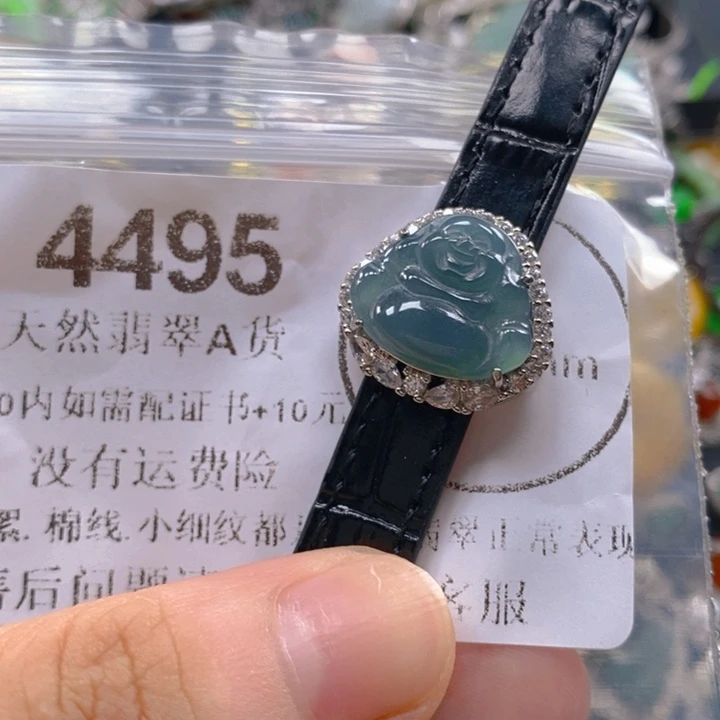 4495
天然翡翠A货
0内如需配证书+10元
没有运费险
棉线.小细纹都 翡翠正常表现
售后问题 客服
mm